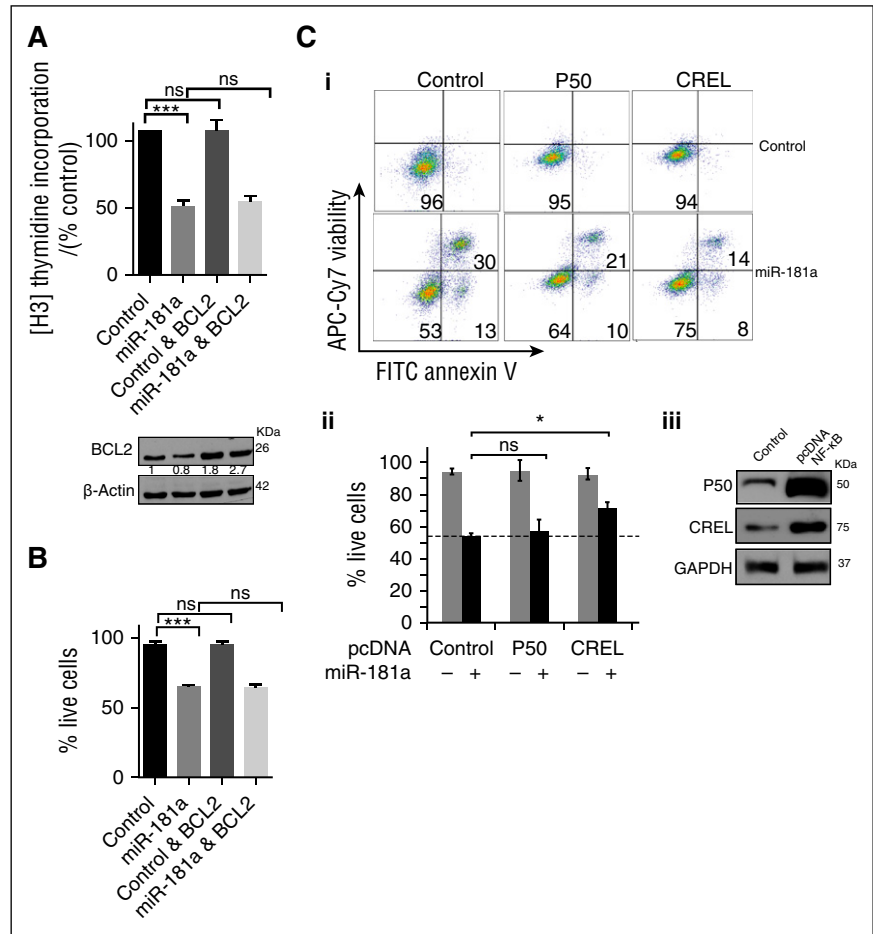 A
[H3] thymidine incorporation
/(% control)
ns
ns
***
100
50
0
Control
miR-181a
Control & BCL2
miR-181a & BCL2
KDa
BCL2
26
1 0.8 1.8 2.7
β-Actin
42
B
% live cells
ns
ns
***
100
50
0
Control
miR-181a
Control & BCL2
miR-181a & BCL2
C
i
Control P50 CREL
Control
96 95 94
APC-Cy7 viability
30 21 14
miR-181a
53 13 64 10 75 8
FITC annexin V
ii
*
ns
% live cells
100
80
60
40
20
0
pcDNA Control P50 CREL
miR-181a – + – + – +
iii
Control
pcDNA
NF-κB
KDa
P50 50
CREL 75
GAPDH 37